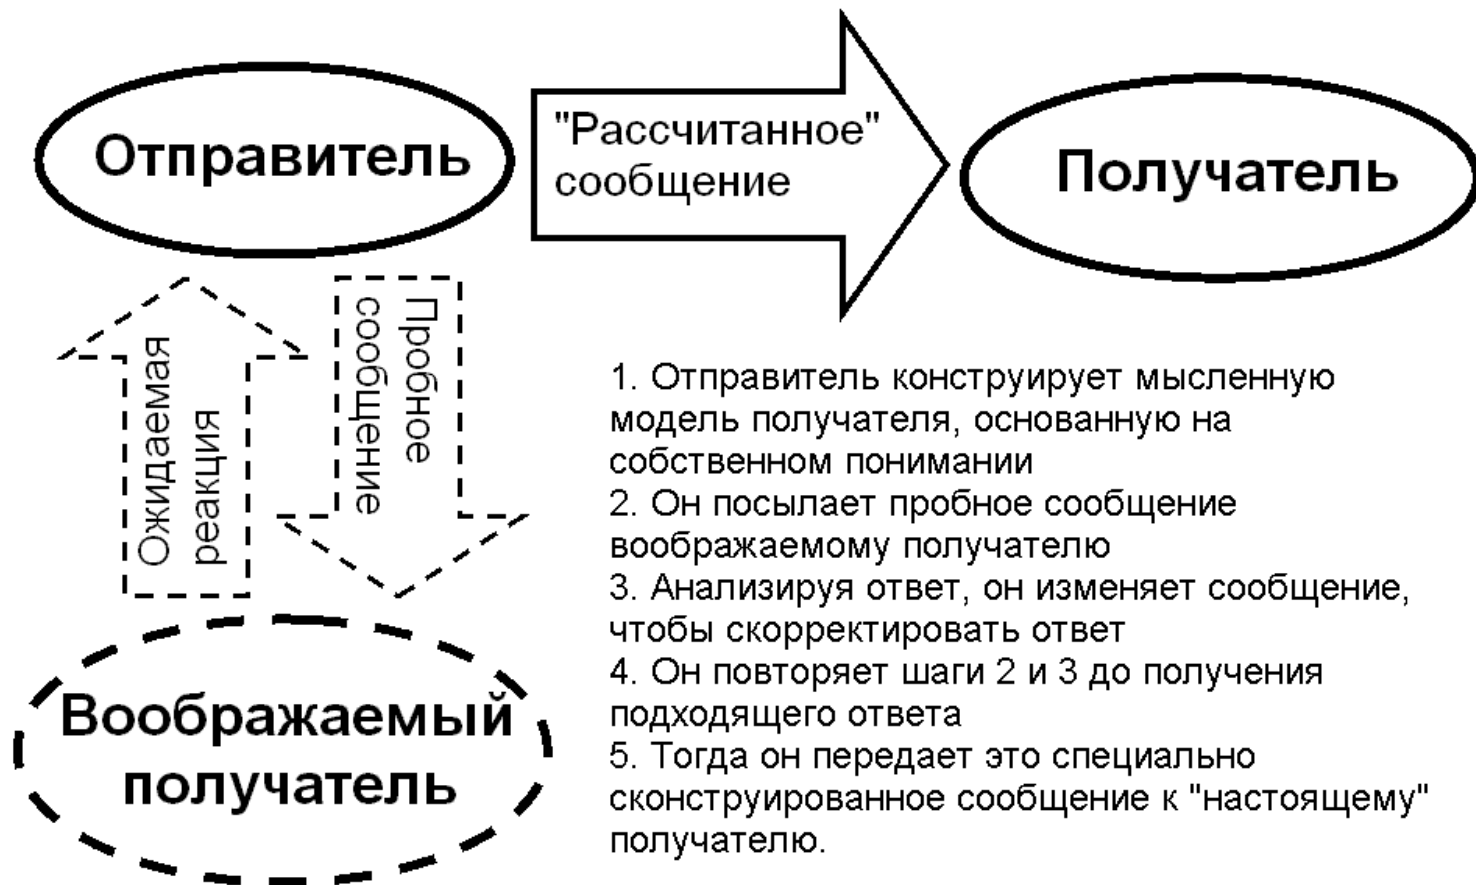 Отправитель
"Рассчитанное"
сообщение
Получатель
Ожидаемая
реакция
Пробное
сообщение
Воображаемый
получатель
1. Отправитель конструирует мысленную
модель получателя, основанную на
собственном понимании
2. Он посылает пробное сообщение
воображаемому получателю
3. Анализируя ответ, он изменяет сообщение,
чтобы скорректировать ответ
4. Он повторяет шаги 2 и 3 до получения
подходящего ответа
5. Тогда он передает это специально
сконструированное сообщение к "настоящему"
получателю.